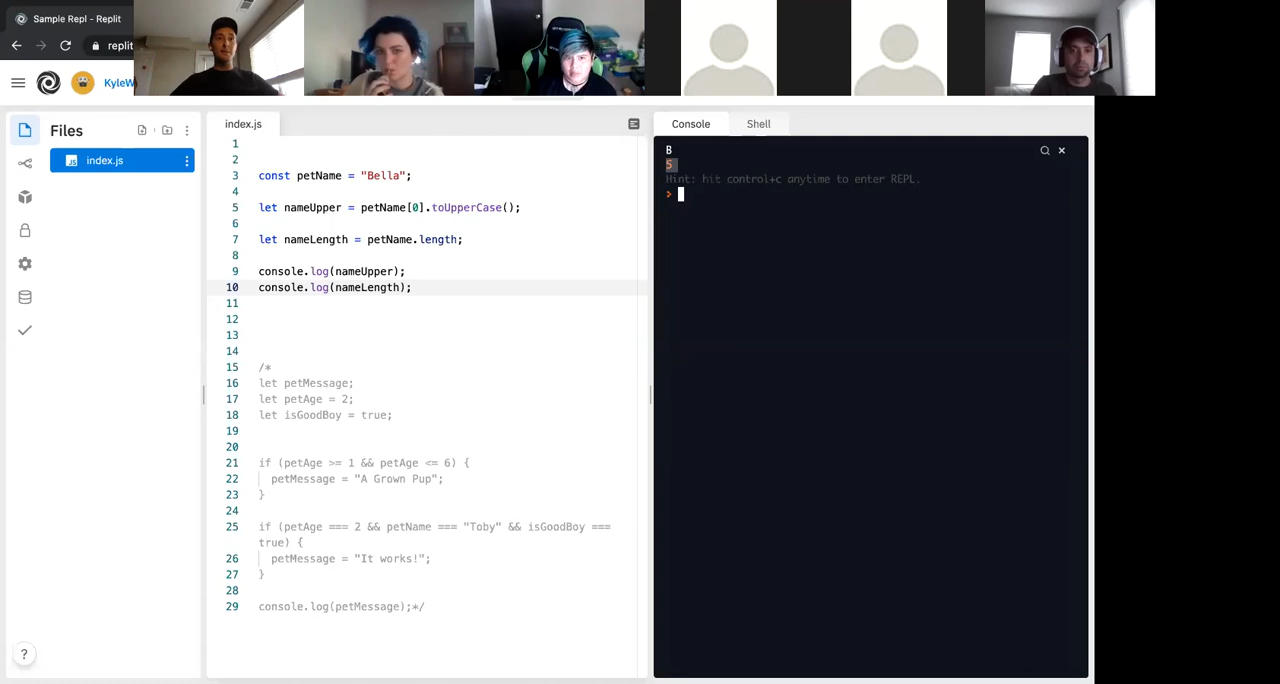 Sample Repl - Replit
replit
KyleW
Files
index.js
index.js
1
2
3 const petName = "Bella";
4
5 let nameUpper = petName[0].toUpperCase();
6
7 let nameLength = petName.length;
8
9 console.log(nameUpper);
10 console.log(nameLength);
11
12
13
14
15 /*
16 let petMessage;
17 let petAge = 2;
18 let isGoodBoy = true;
19
20
21 if (petAge >= 1 && petAge <= 6) {
22 petMessage = "A Grown Pup";
23 }
24
25 if (petAge === 2 && petName === "Toby" && isGoodBoy ===
true) {
26 petMessage = "It works!";
27 }
28
29 console.log(petMessage);*/
Console Shell
B
5
Hint: hit control+c anytime to enter REPL.
>
?